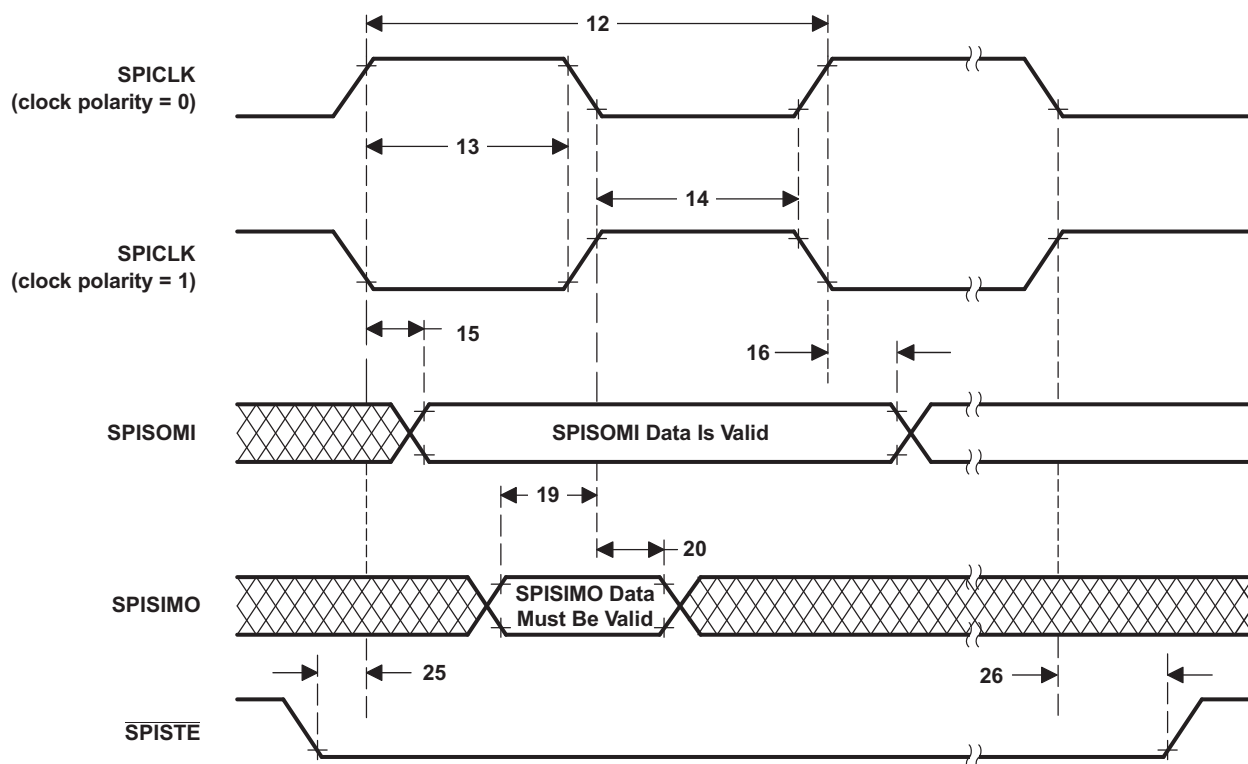 12
SPICLK
(clock polarity = 0)
13
14
SPICLK
(clock polarity = 1)
15
16
SPISOMI
SPISOMI Data Is Valid
19
20
SPISIMO
SPISIMO Data
Must Be Valid
25
26
SPISTE